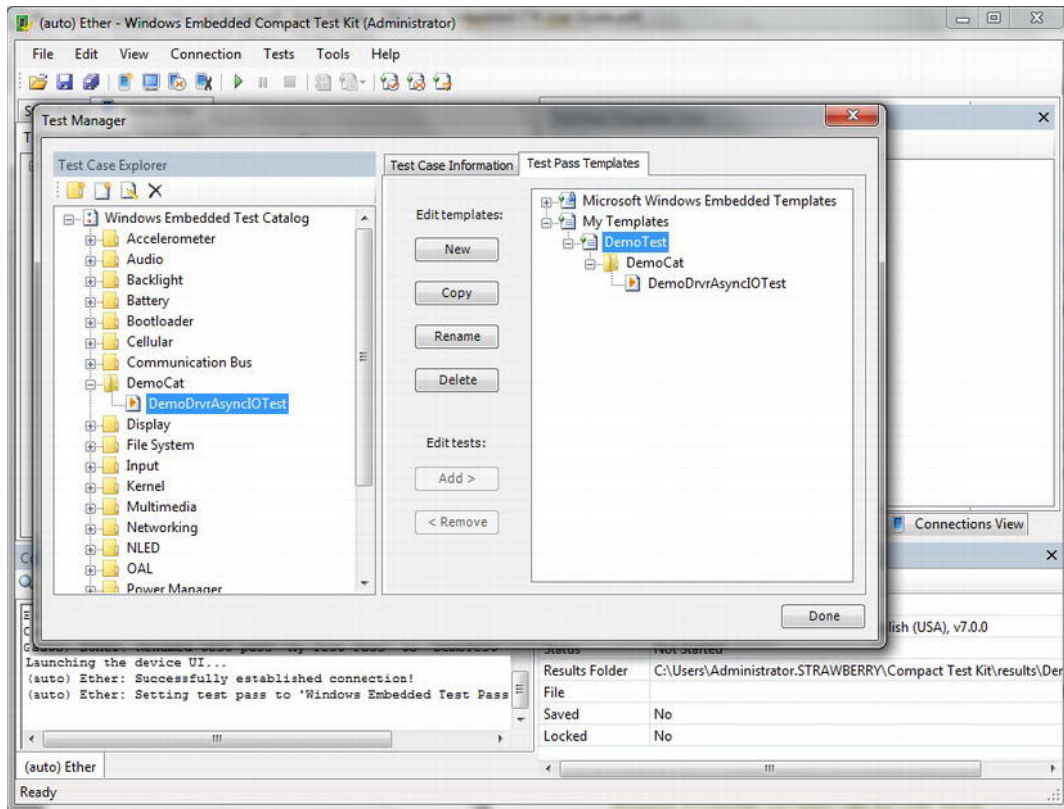 (auto) Ether - Windows Embedded Compact Test Kit (Administrator)
File Edit View Connection Tests Tools Help
Test Manager
Test Case Explorer
Windows Embedded Test Catalog
Accelerometer
Audio
Backlight
Battery
Bootloader
Cellular
Communication Bus
DemoCat
DemoDrvrAsyncIOTest
Display
File System
Input
Kernel
Multimedia
Networking
NLED
OAL
Power Manager
Test Case Information
Test Pass Templates
Edit templates:
New
Copy
Rename
Delete
Edit tests:
Add >
< Remove
Microsoft Windows Embedded Templates
My Templates
DemoTest
DemoCat
DemoDrvrAsyncIOTest
Done
Connections View
lish (USA), v7.0.0
Launching the device UI...
(auto) Ether: Successfully established connection!
(auto) Ether: Setting test pass to 'Windows Embedded Test Pass
Status Not Started
Results Folder C:\Users\Administrator.STRAWBERRY\Compact Test Kit\results\Der
File
Saved No
Locked No
(auto) Ether
Ready